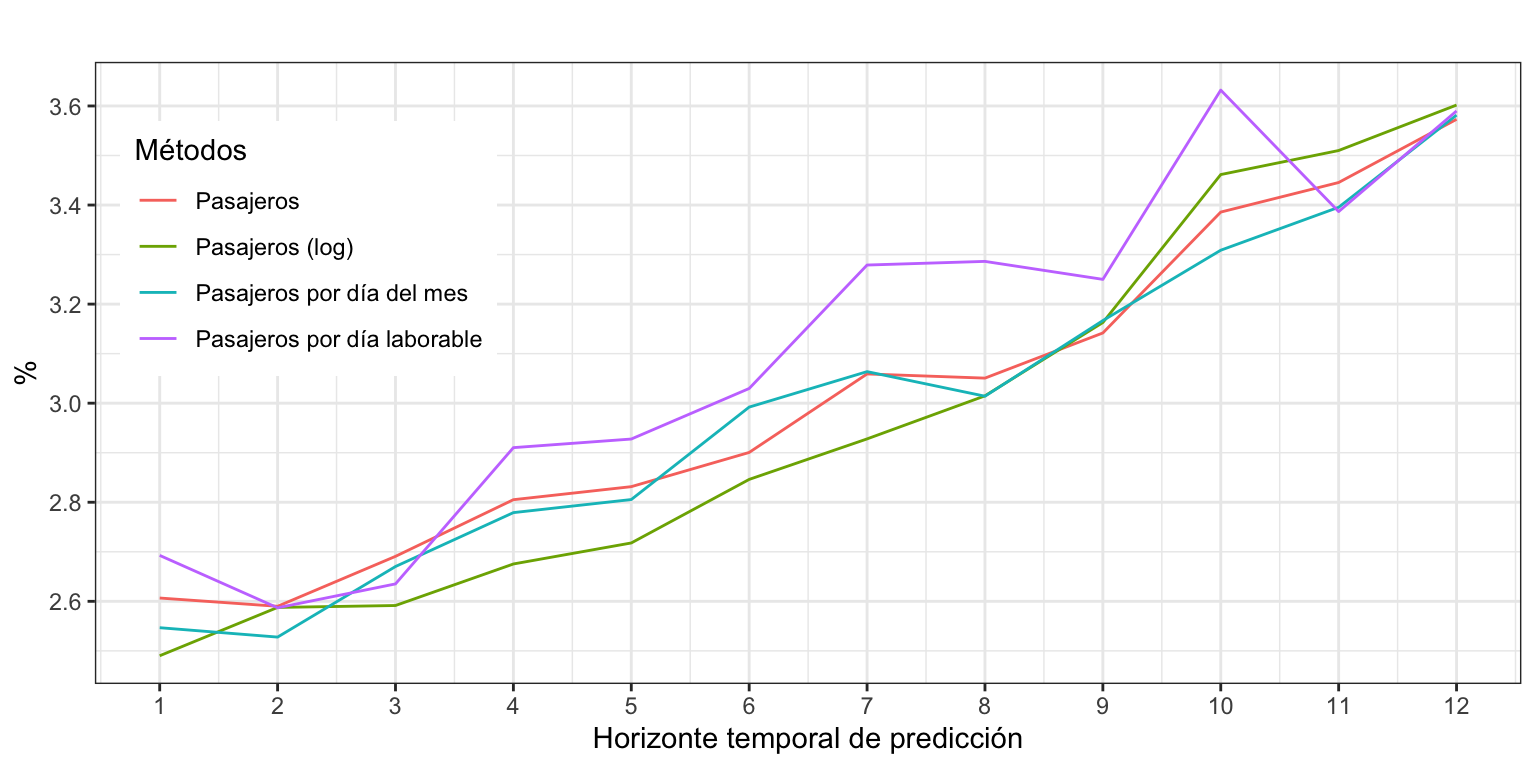 3.6
3.4
3.2
3.0
2.8
2.6
%
Métodos
Pasajeros
Pasajeros (log)
Pasajeros por día del mes
Pasajeros por día laborable
1 2 3 4 5 6 7 8 9 10 11 12
Horizonte temporal de predicción